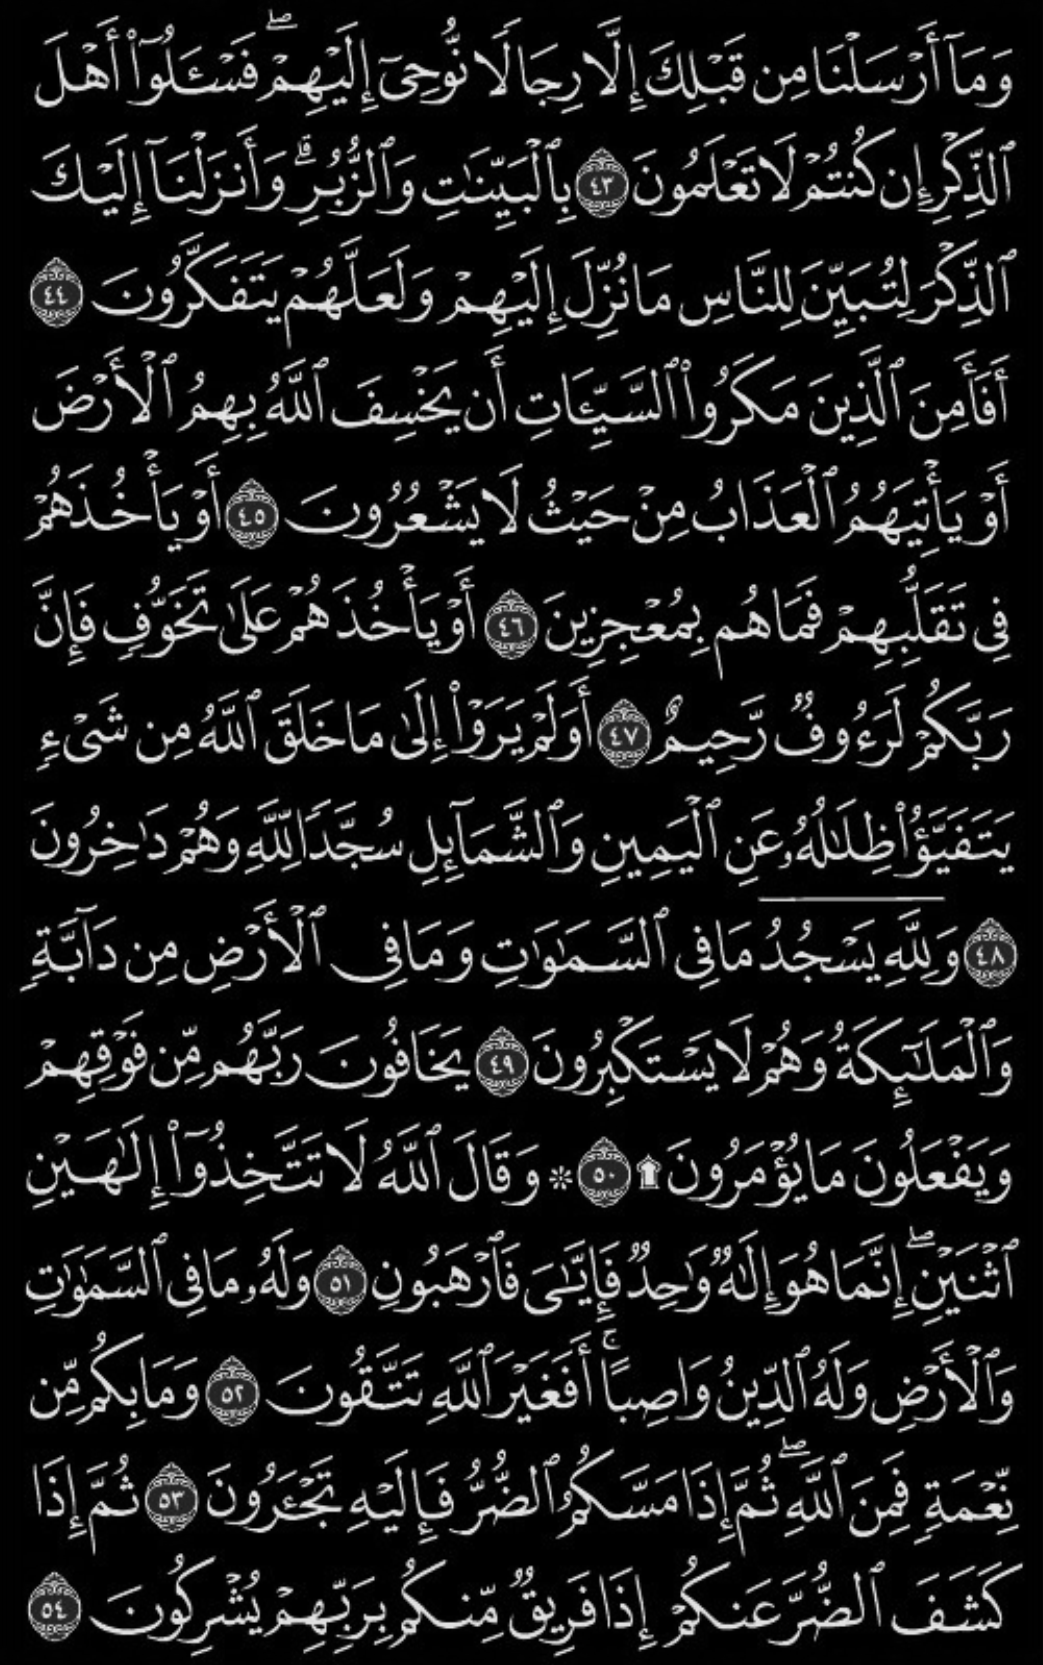 وَمَآ أَرۡسَلۡنَا مِن قَبۡلِكَ إِلَّا رِجَالٗا نُّوحِيٓ إِلَيۡهِمۡۖ فَسۡـَٔلُوٓاْ أَهۡلَ
ٱلذِّكۡرِ إِن كُنتُمۡ لَا تَعۡلَمُونَ ٤٣ بِٱلۡبَيِّنَٰتِ وَٱلزُّبُرِۗ وَأَنزَلۡنَآ إِلَيۡكَ
ٱلذِّكۡرَ لِتُبَيِّنَ لِلنَّاسِ مَا نُزِّلَ إِلَيۡهِمۡ وَلَعَلَّهُمۡ يَتَفَكَّرُونَ ٤٤
أَفَأَمِنَ ٱلَّذِينَ مَكَرُواْ ٱلسَّيِّـَٔاتِ أَن يَخۡسِفَ ٱللَّهُ بِهِمُ ٱلۡأَرۡضَ
أَوۡ يَأۡتِيَهُمُ ٱلۡعَذَابُ مِنۡ حَيۡثُ لَا يَشۡعُرُونَ ٤٥ أَوۡ يَأۡخُذَهُمۡ
فِي تَقَلُّبِهِمۡ فَمَا هُم بِمُعۡجِزِينَ ٤٦ أَوۡ يَأۡخُذَهُمۡ عَلَىٰ تَخَوُّفٖ فَإِنَّ
رَبَّكُمۡ لَرَءُوفٞ رَّحِيمٌ ٤٧ أَوَلَمۡ يَرَوۡاْ إِلَىٰ مَا خَلَقَ ٱللَّهُ مِن شَيۡءٖ
يَتَفَيَّؤُاْ ظِلَٰلُهُۥ عَنِ ٱلۡيَمِينِ وَٱلشَّمَآئِلِ سُجَّدٗا لِّلَّهِ وَهُمۡ دَٰخِرُونَ
٤٨ وَلِلَّهِ يَسۡجُدُۤ مَا فِي ٱلسَّمَٰوَٰتِ وَمَا فِي ٱلۡأَرۡضِ مِن دَآبَّةٖ
وَٱلۡمَلَٰٓئِكَةُ وَهُمۡ لَا يَسۡتَكۡبِرُونَ ٤٩ يَخَافُونَ رَبَّهُم مِّن فَوۡقِهِمۡ
وَيَفۡعَلُونَ مَا يُؤۡمَرُونَ ۩ ٥٠ ۞ وَقَالَ ٱللَّهُ لَا تَتَّخِذُوٓاْ إِلَٰهَيۡنِ
ٱثۡنَيۡنِۖ إِنَّمَا هُوَ إِلَٰهٞ وَٰحِدٞ فَإِيَّٰيَ فَٱرۡهَبُونِ ٥١ وَلَهُۥ مَا فِي ٱلسَّمَٰوَٰتِ
وَٱلۡأَرۡضِ وَلَهُ ٱلدِّينُ وَاصِبًاۚ أَفَغَيۡرَ ٱللَّهِ تَتَّقُونَ ٥٢ وَمَا بِكُم مِّن
نِّعۡمَةٖ فَمِنَ ٱللَّهِۖ ثُمَّ إِذَا مَسَّكُمُ ٱلضُّرُّ فَإِلَيۡهِ تَجۡـَٔرُونَ ٥٣ ثُمَّ إِذَا
كَشَفَ ٱلضُّرَّ عَنكُمۡ إِذَا فَرِيقٞ مِّنكُم بِرَبِّهِمۡ يُشۡرِكُونَ ٥٤